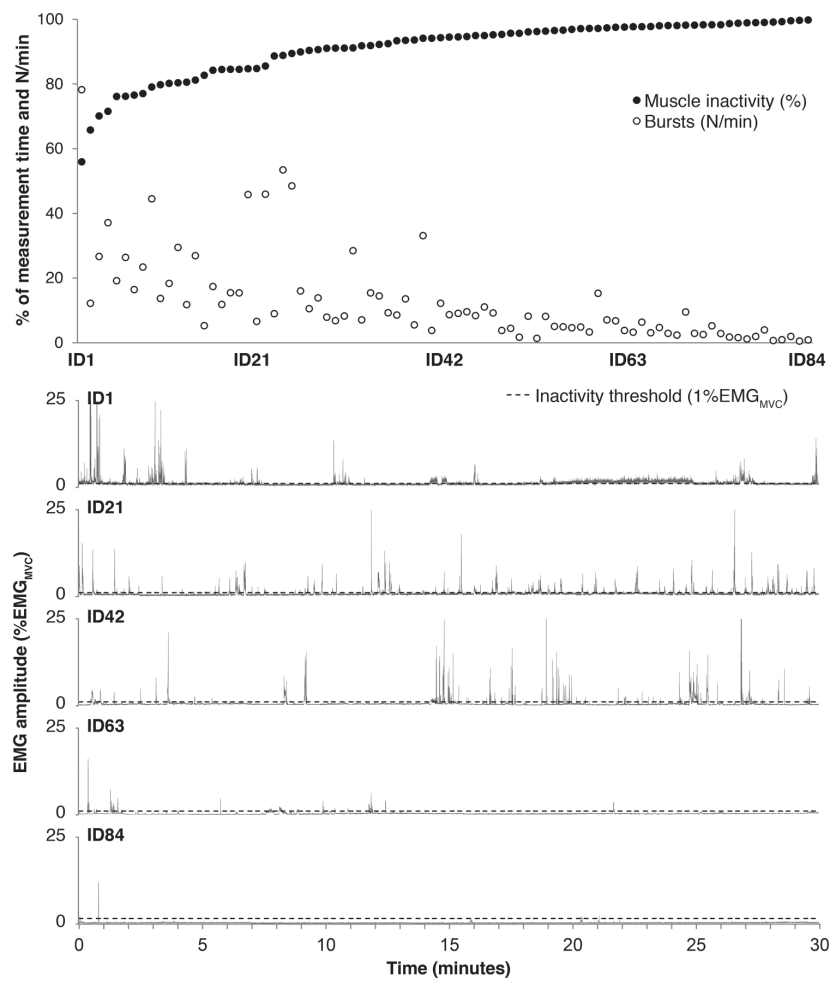 % of measurement time and N/min
100
80
60
40
20
0
Muscle inactivity (%)
Bursts (N/min)
ID1 ID21 ID42 ID63 ID84
EMG amplitude (%EMGMVC)
25 ID1
Inactivity threshold (1%EMGMVC)
0
25 ID21
0
25 ID42
0
25 ID63
0
25 ID84
0
0 5 10 15 20 25 30
Time (minutes)